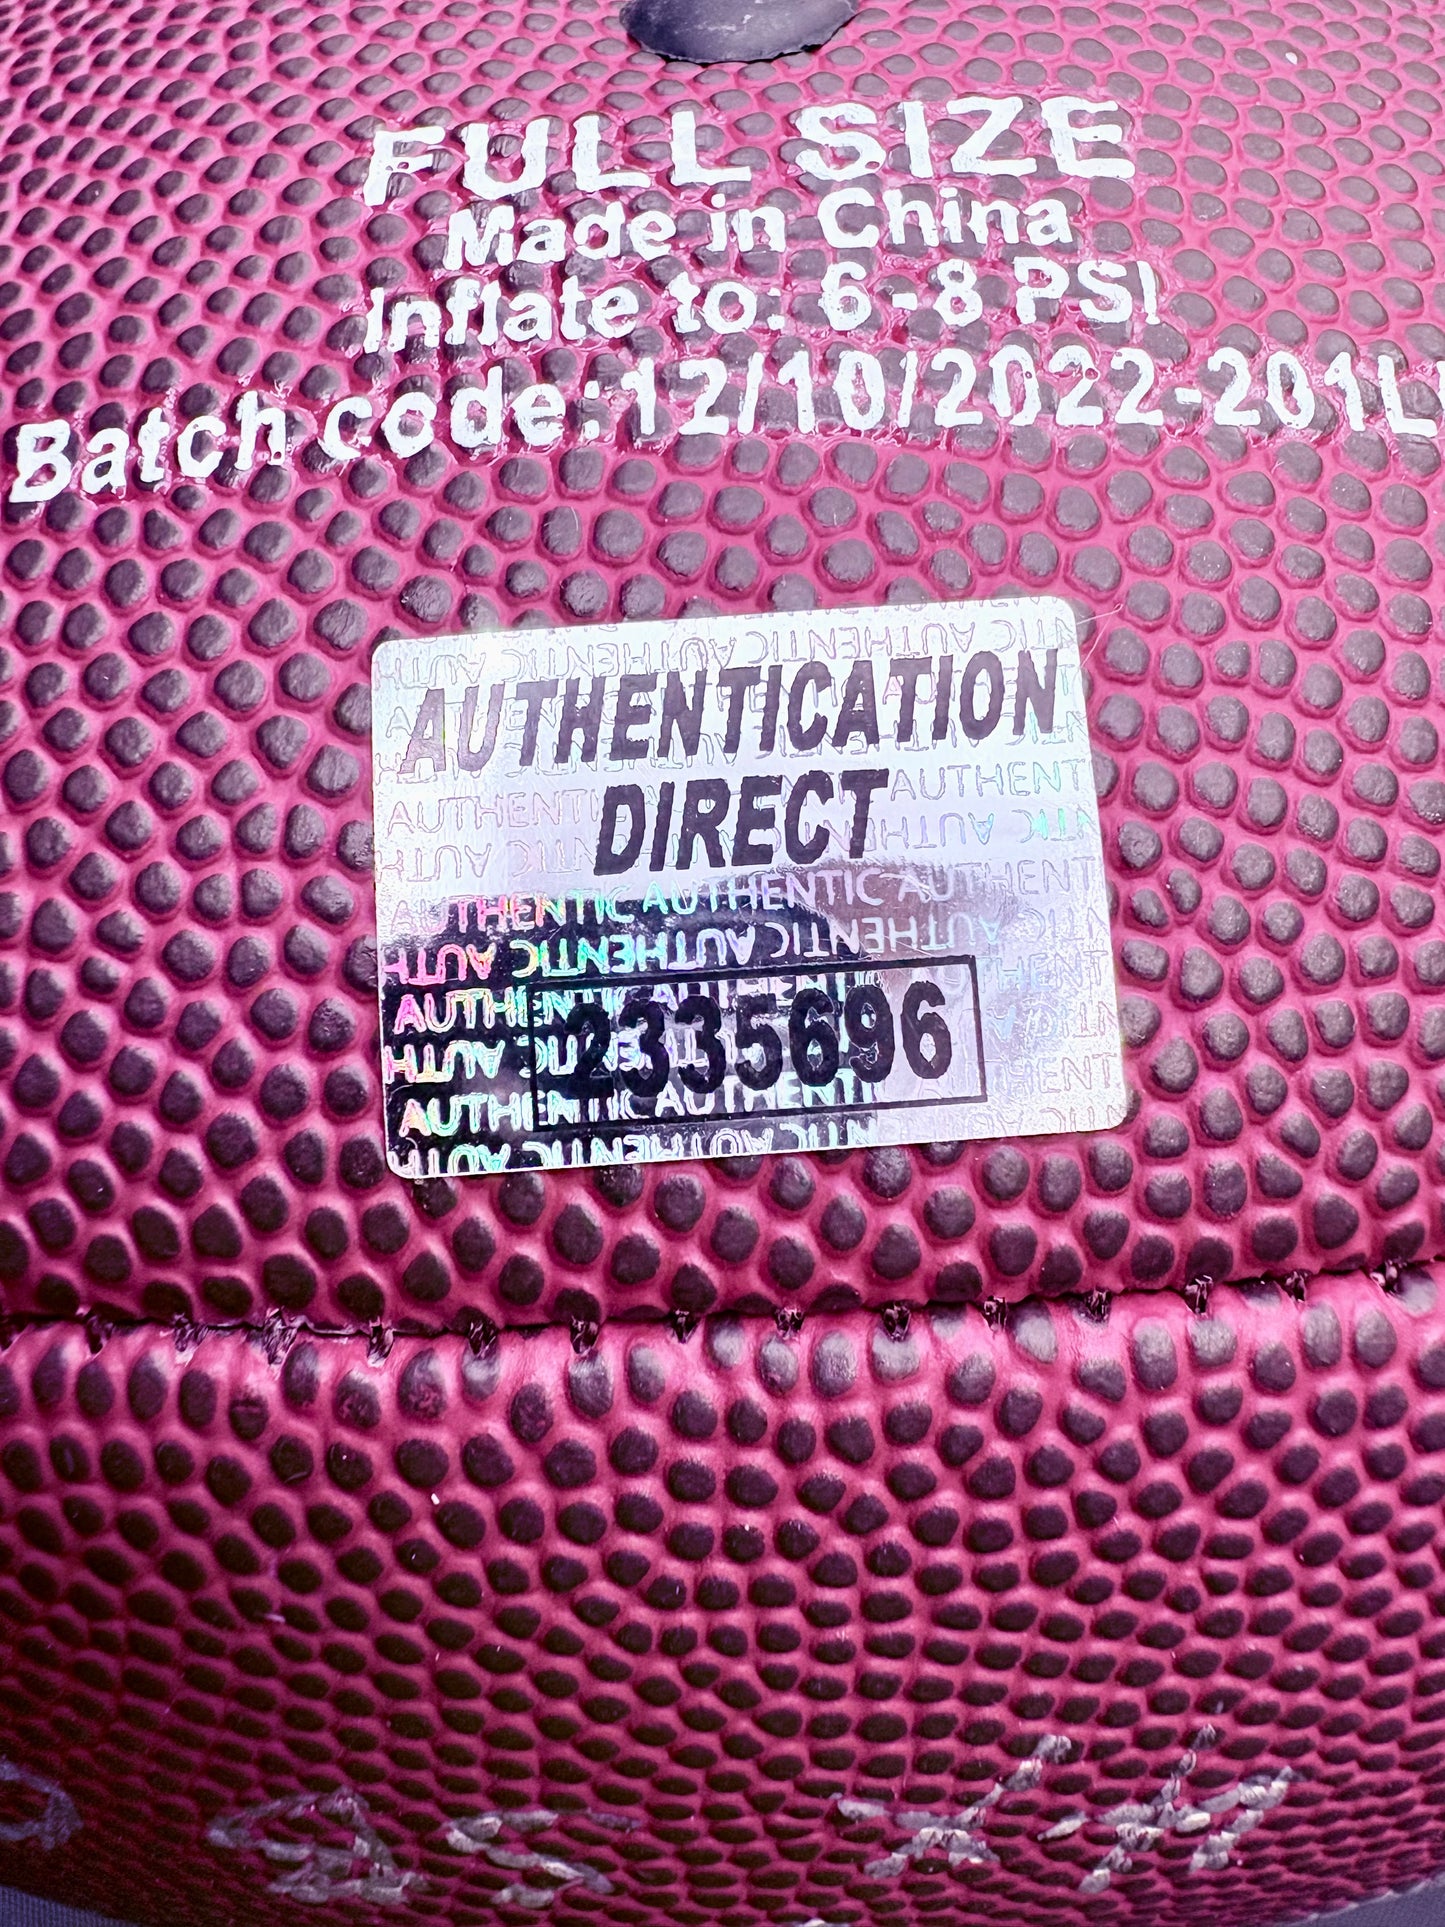 FULL SIZE
Made in China
Inflate to: 6-8 PSI
Batch code:12/10/2022-201L
AUTHENTICATION
DIRECT
2335696